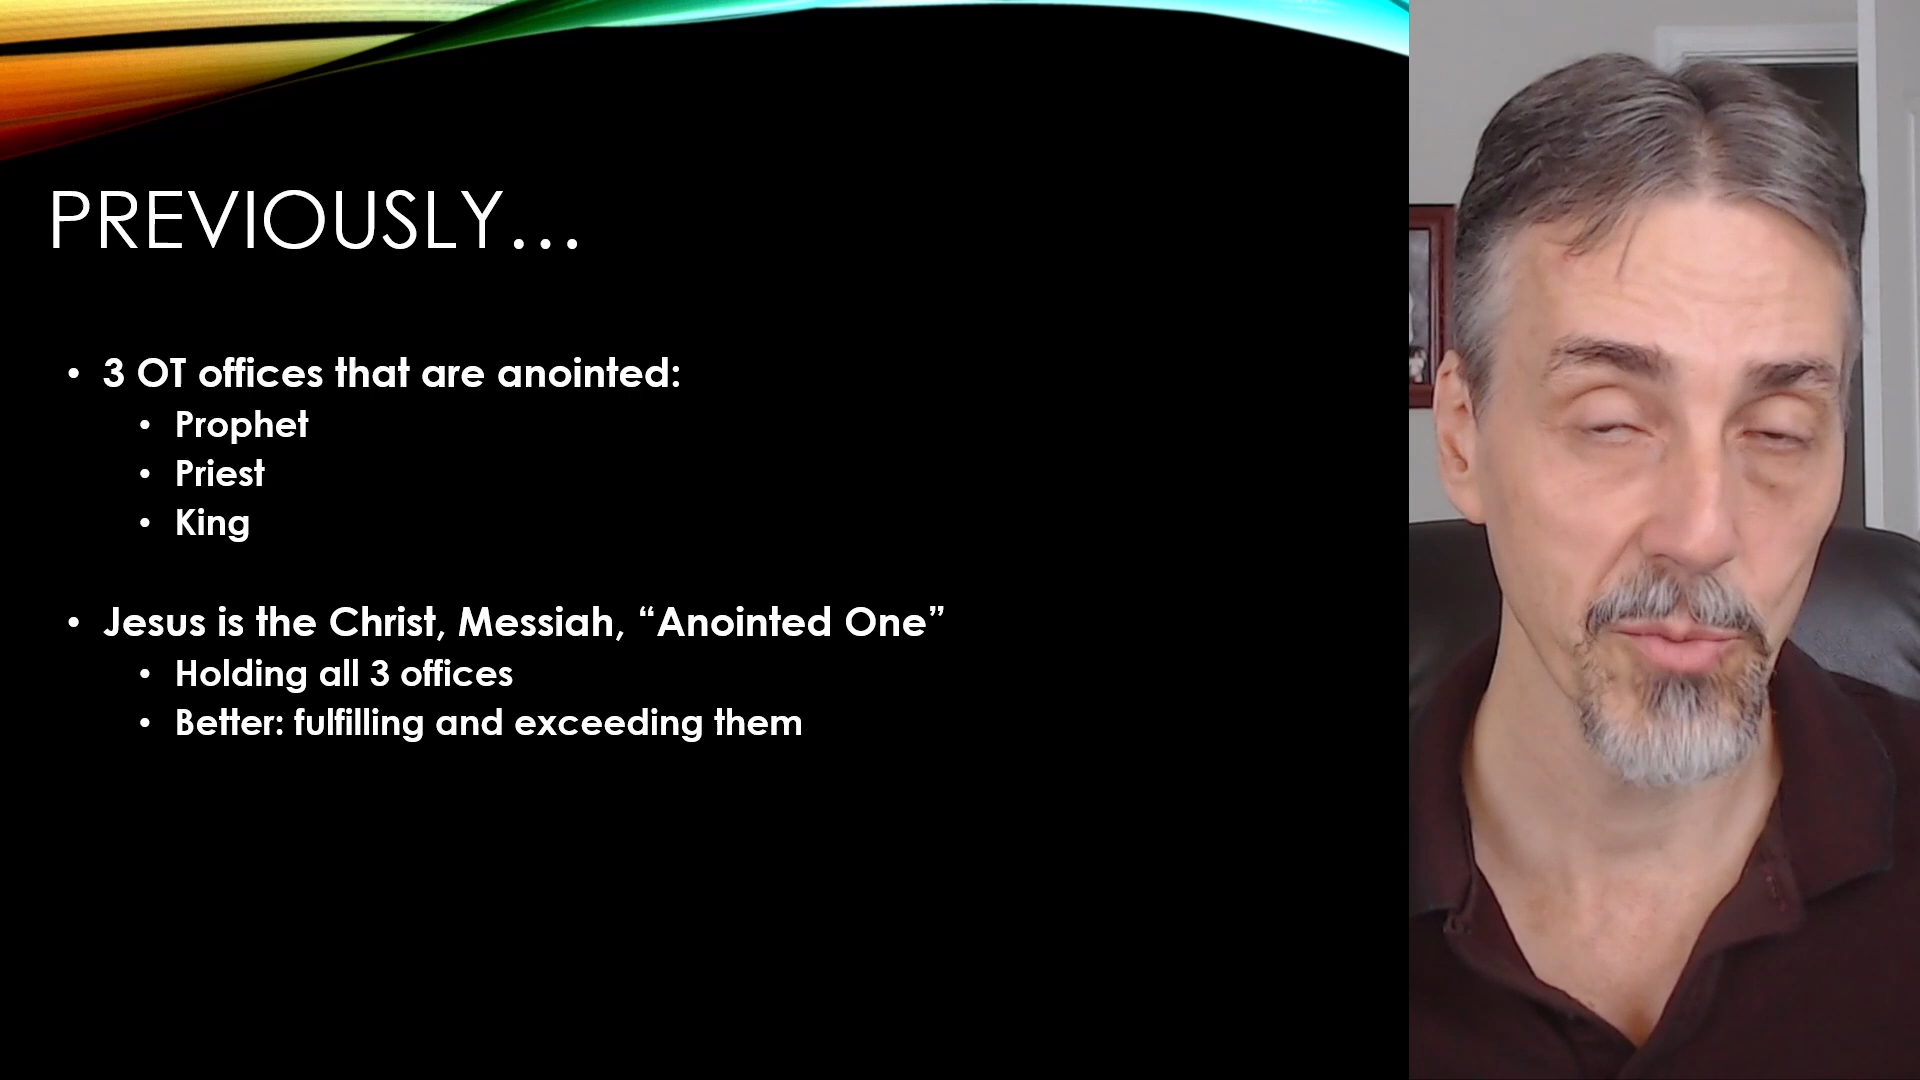 PREVIOUSLY…
• 3 OT offices that are anointed:
• Prophet
• Priest
• King
• Jesus is the Christ, Messiah, “Anointed One”
• Holding all 3 offices
• Better: fulfilling and exceeding them